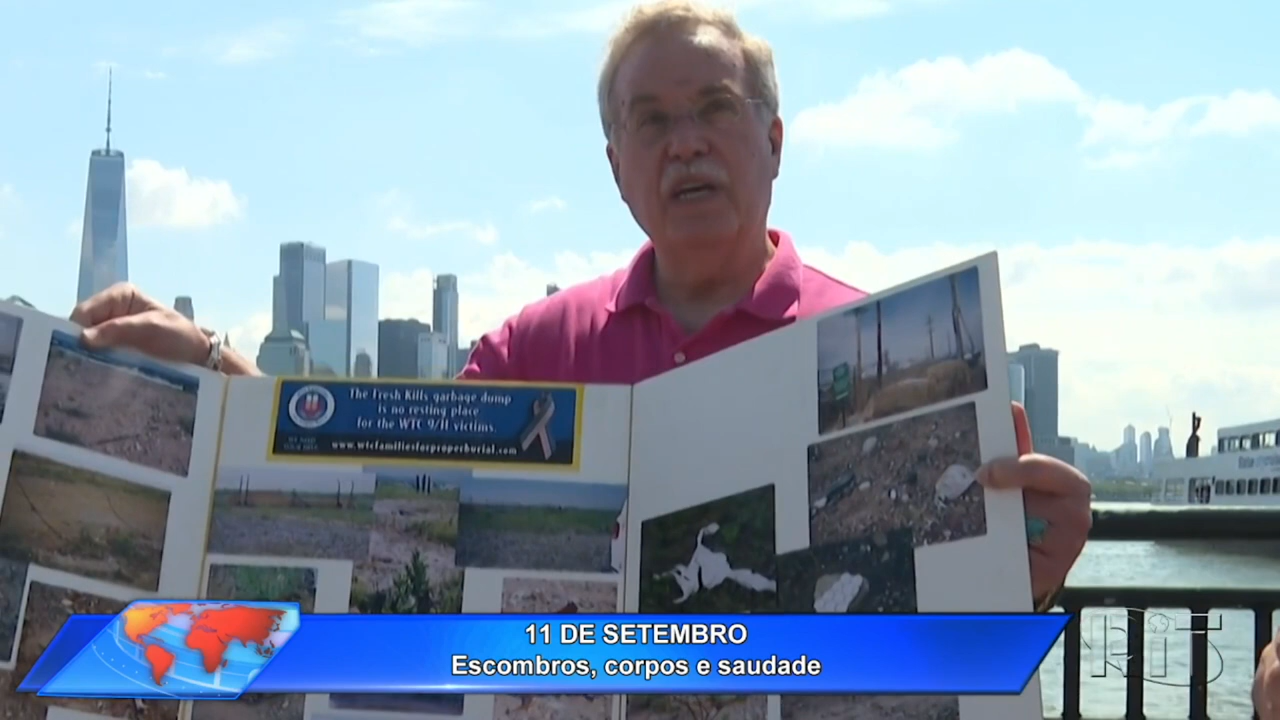 The Fresh Kills garbage dump
is no resting place
for the WTC 9/11 victims.
www.wtcfamiliesforproperburial.com
11 DE SETEMBRO
Escombros, corpos e saudade
RiT